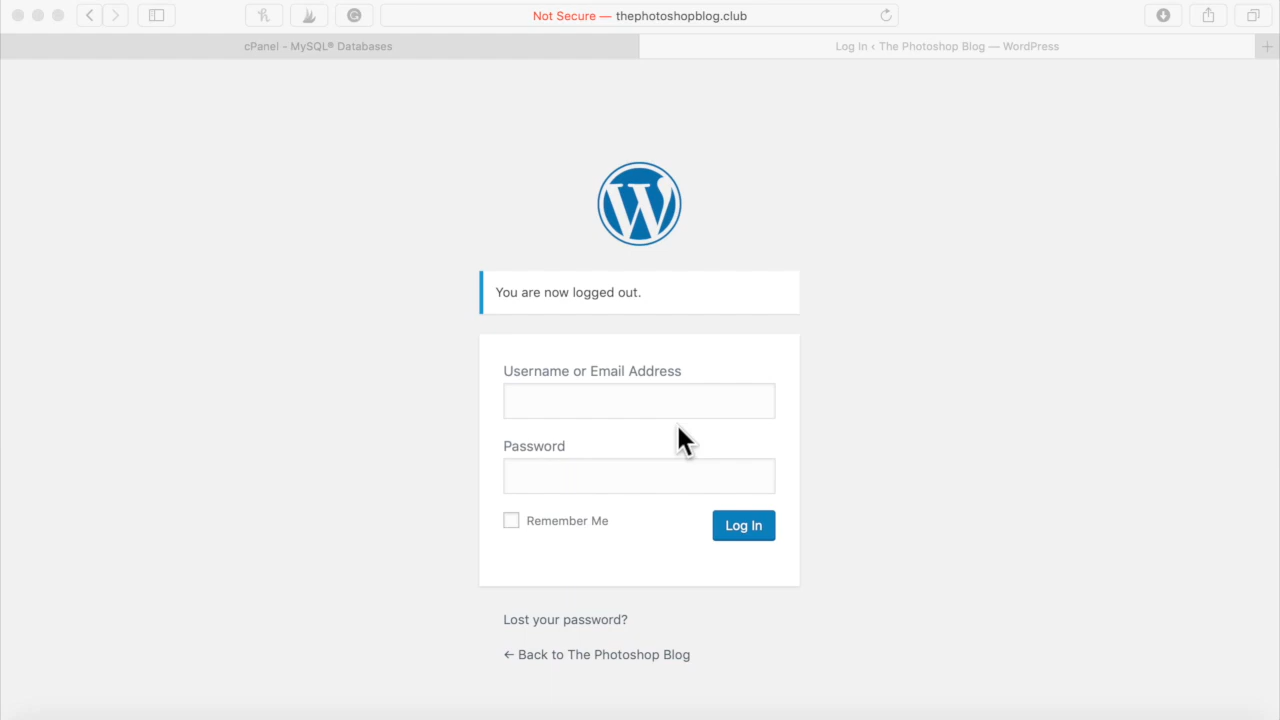 Not Secure — thephotoshopblog.club
cPanel - MySQL® Databases
Log In ‹ The Photoshop Blog — WordPress
You are now logged out.
Username or Email Address
Password
Remember Me
Log In
Lost your password?
← Back to The Photoshop Blog